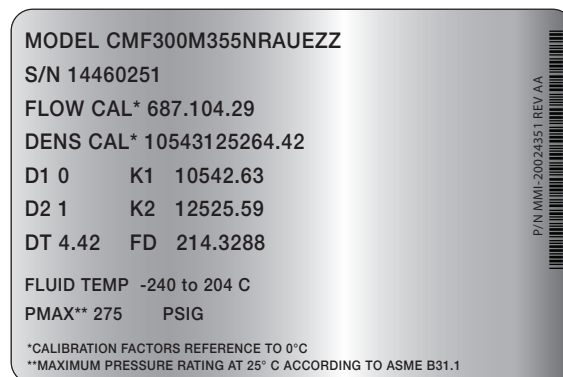 MODEL CMF300M355NRAUEZZ
S/N 14460251
FLOW CAL* 687.104.29
DENS CAL* 10543125264.42
D1 0 K1 10542.63
D2 1 K2 12525.59
DT 4.42 FD 214.3288
FLUID TEMP -240 to 204 C
PMAX** 275 PSIG
*CALIBRATION FACTORS REFERENCE TO 0°C
**MAXIMUM PRESSURE RATING AT 25° C ACCORDING TO ASME B31.1
P/N MMI-20024351 REV AA